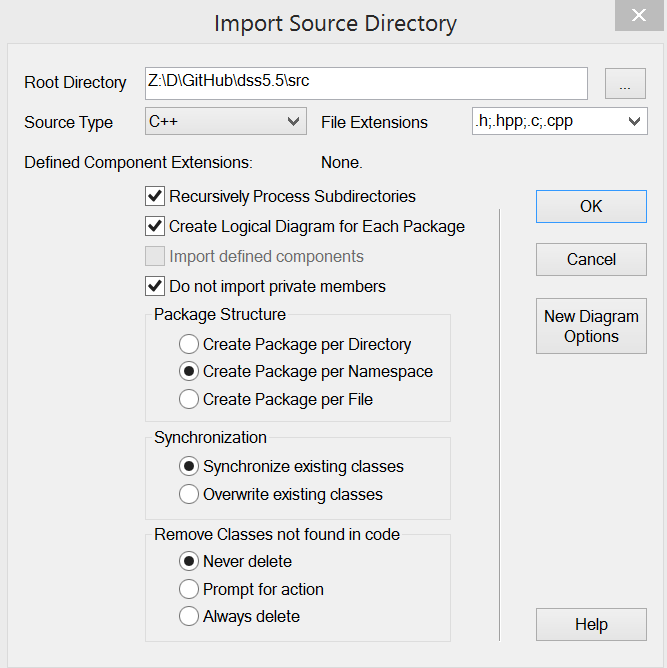 Import Source Directory
Root Directory Z:\D\GitHub\dss5.5\src ...
Source Type C++ File Extensions .h;.hpp;.c;.cpp
Defined Component Extensions: None.
Recursively Process Subdirectories
Create Logical Diagram for Each Package
Import defined components
Do not import private members
OK
Cancel
New Diagram
Options
Package Structure
Create Package per Directory
Create Package per Namespace
Create Package per File
Synchronization
Synchronize existing classes
Overwrite existing classes
Remove Classes not found in code
Never delete
Prompt for action
Always delete
Help